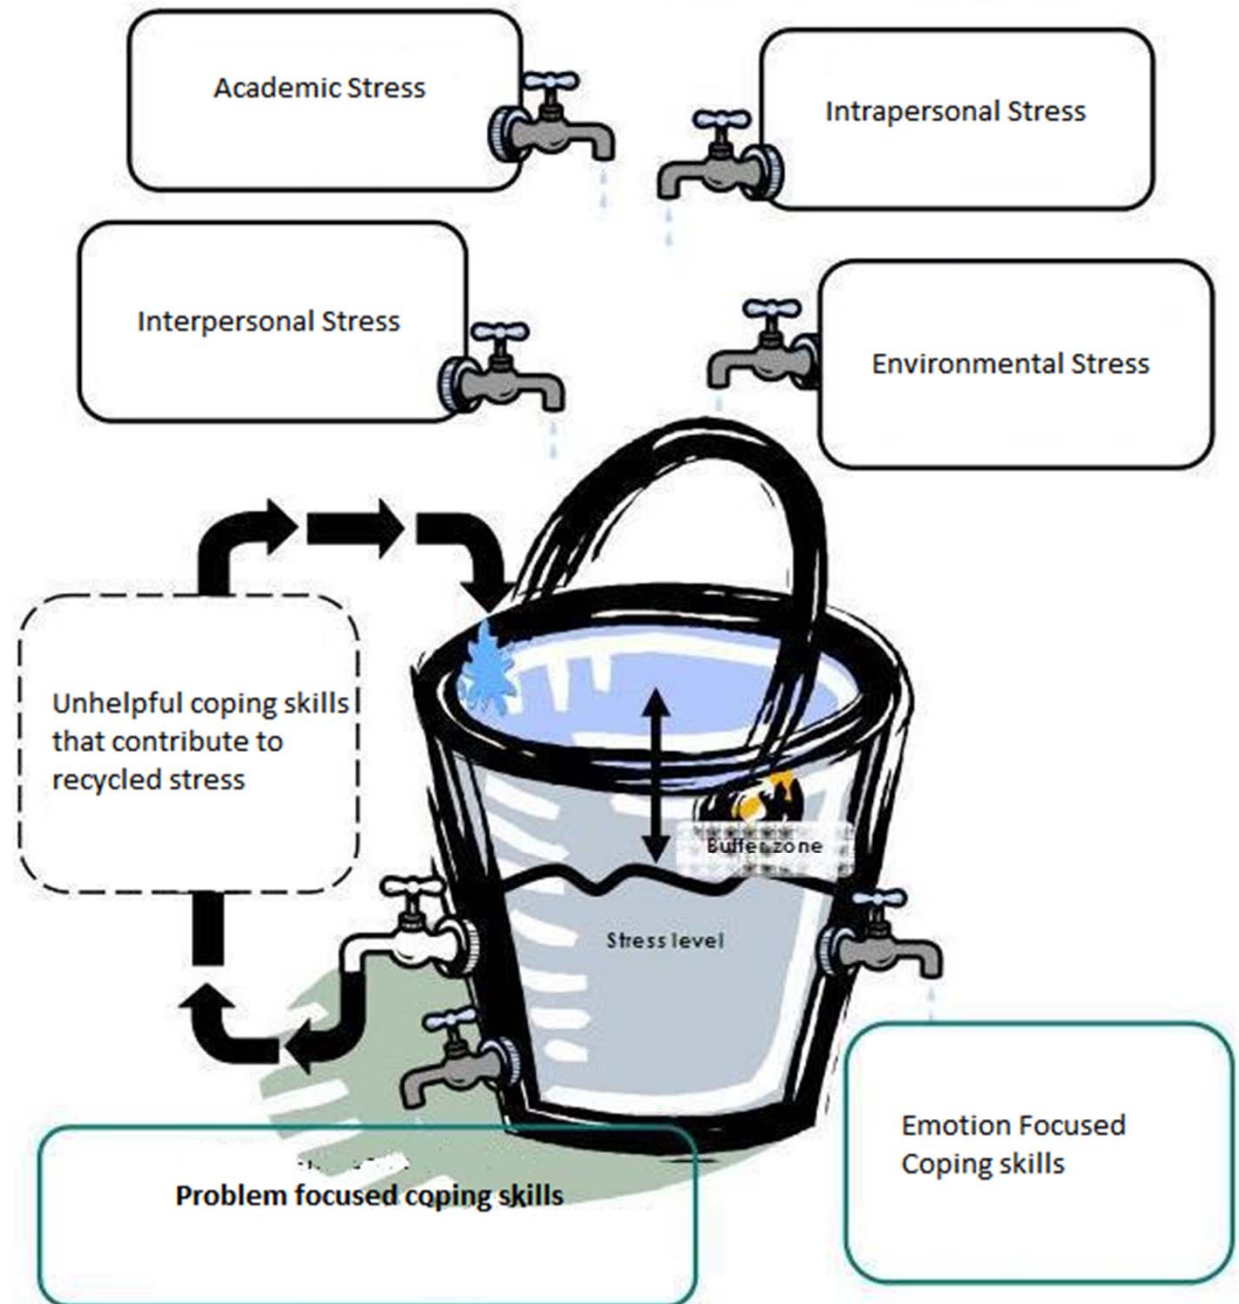 Academic Stress
Intrapersonal Stress
Interpersonal Stress
Environmental Stress
Unhelpful coping skills
that contribute to
recycled stress
Buffer zone
Stress level
Emotion Focused
Coping skills
Problem focused coping skills